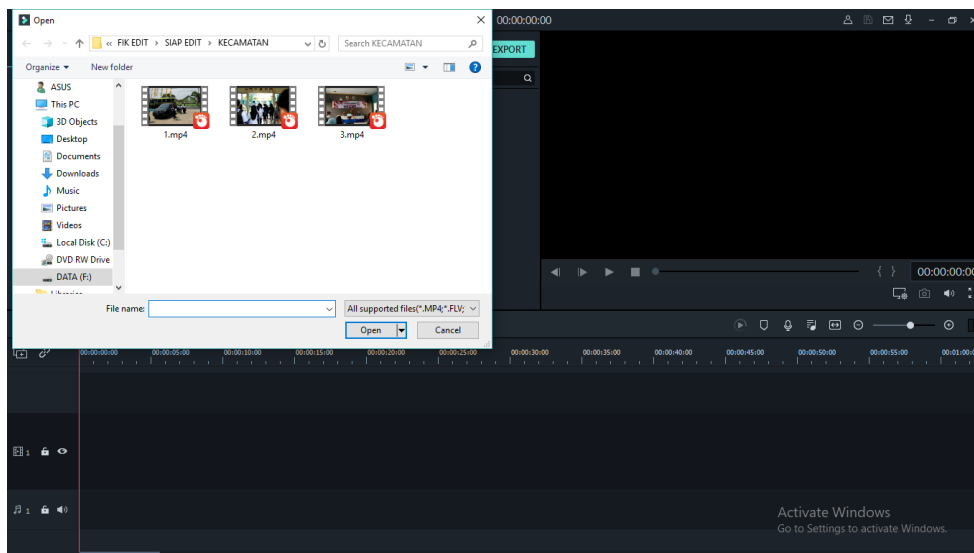 Open
00:00:00:00
« FIK EDIT > SIAP EDIT > KECAMATAN
Search KECAMATAN
EXPORT
Organize
New folder
ASUS
This PC
3D Objects
Desktop
Documents
Downloads
Music
Pictures
Videos
Local Disk (C:)
DVD RW Drive
DATA (F:)
1.mp4
2.mp4
3.mp4
File name:
All supported files(*.MP4;*.FLV;
Open
Cancel
00:00:00:00
00:00:00:00 00:00:05:00 00:00:10:00 00:00:15:00 00:00:20:00 00:00:25:00 00:00:30:00 00:00:35:00 00:00:40:00 00:00:45:00 00:00:50:00 00:00:55:00 00:01:00:0
1
1
Activate Windows
Go to Settings to activate Windows.